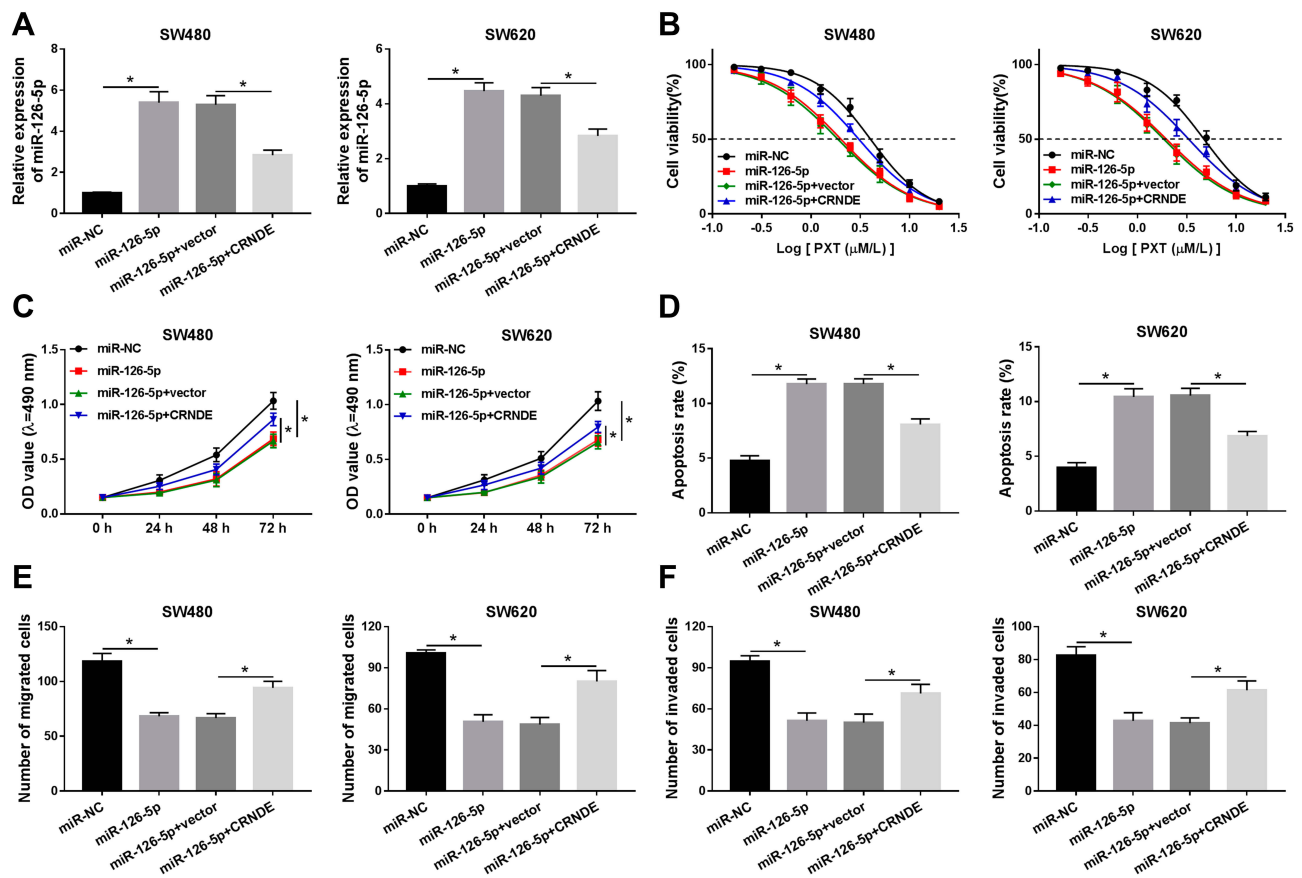 A
SW480
Relative expression
of miR-126-5p
8
6
4
2
0
*
*
miR-NC
miR-126-5p
miR-126-5p+vector
miR-126-5p+CRNDE
SW620
Relative expression
of miR-126-5p
6
4
2
0
*
*
miR-NC
miR-126-5p
miR-126-5p+vector
miR-126-5p+CRNDE
B
SW480
Cell viability(%)
100
50
0
miR-NC
miR-126-5p
miR-126-5p+vector
miR-126-5p+CRNDE
-1.0 -0.5 0.0 0.5 1.0 1.5
Log [ PXT (μM/L) ]
SW620
Cell viability(%)
100
50
0
miR-NC
miR-126-5p
miR-126-5p+vector
miR-126-5p+CRNDE
-1.0 -0.5 0.0 0.5 1.0 1.5
Log [ PXT (μM/L) ]
C
SW480
OD value (λ=490 nm)
1.5
1.0
0.5
0.0
miR-NC
miR-126-5p
miR-126-5p+vector
miR-126-5p+CRNDE
*
*
0 h 24 h 48 h 72 h
SW620
OD value (λ=490 nm)
1.5
1.0
0.5
0.0
miR-NC
miR-126-5p
miR-126-5p+vector
miR-126-5p+CRNDE
*
*
0 h 24 h 48 h 72 h
D
SW480
Apoptosis rate (%)
15
10
5
0
*
*
miR-NC
miR-126-5p
miR-126-5p+vector
miR-126-5p+CRNDE
SW620
Apoptosis rate (%)
15
10
5
0
*
*
miR-NC
miR-126-5p
miR-126-5p+vector
miR-126-5p+CRNDE
E
SW480
Number of migrated cells
150
100
50
0
*
*
miR-NC
miR-126-5p
miR-126-5p+vector
miR-126-5p+CRNDE
SW620
Number of migrated cells
120
90
60
30
0
*
*
miR-NC
miR-126-5p
miR-126-5p+vector
miR-126-5p+CRNDE
F
SW480
Number of invaded cells
120
90
60
30
0
*
*
miR-NC
miR-126-5p
miR-126-5p+vector
miR-126-5p+CRNDE
SW620
Number of invaded cells
100
80
60
40
20
0
*
*
miR-NC
miR-126-5p
miR-126-5p+vector
miR-126-5p+CRNDE